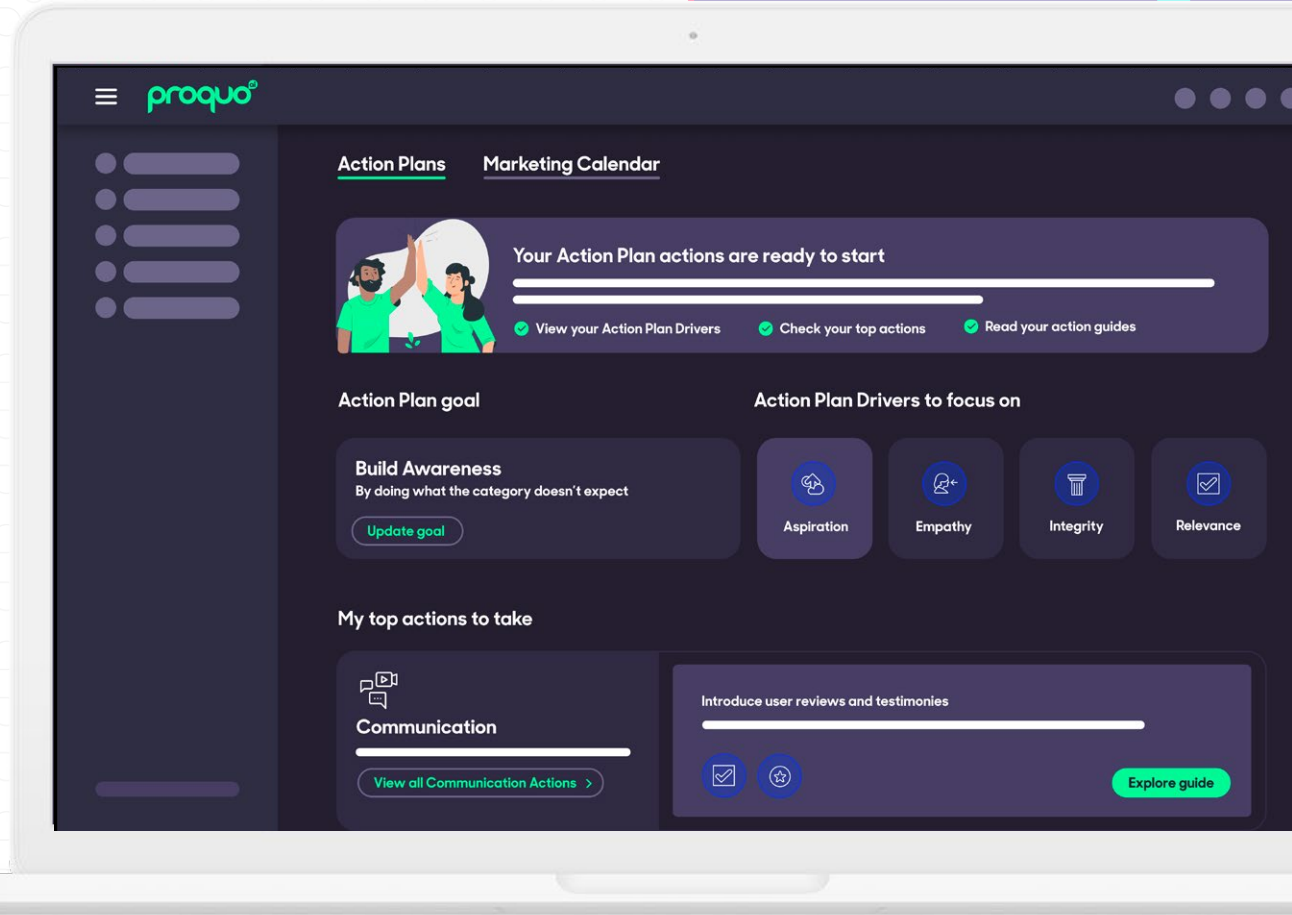 proquo
Action Plans Marketing Calendar
Your Action Plan actions are ready to start
View your Action Plan Drivers Check your top actions Read your action guides
Action Plan goal
Build Awareness
By doing what the category doesn't expect
Update goal
Action Plan Drivers to focus on
Aspiration Empathy Integrity Relevance
My top actions to take
Communication
View all Communication Actions >
Introduce user reviews and testimonies
Explore guide